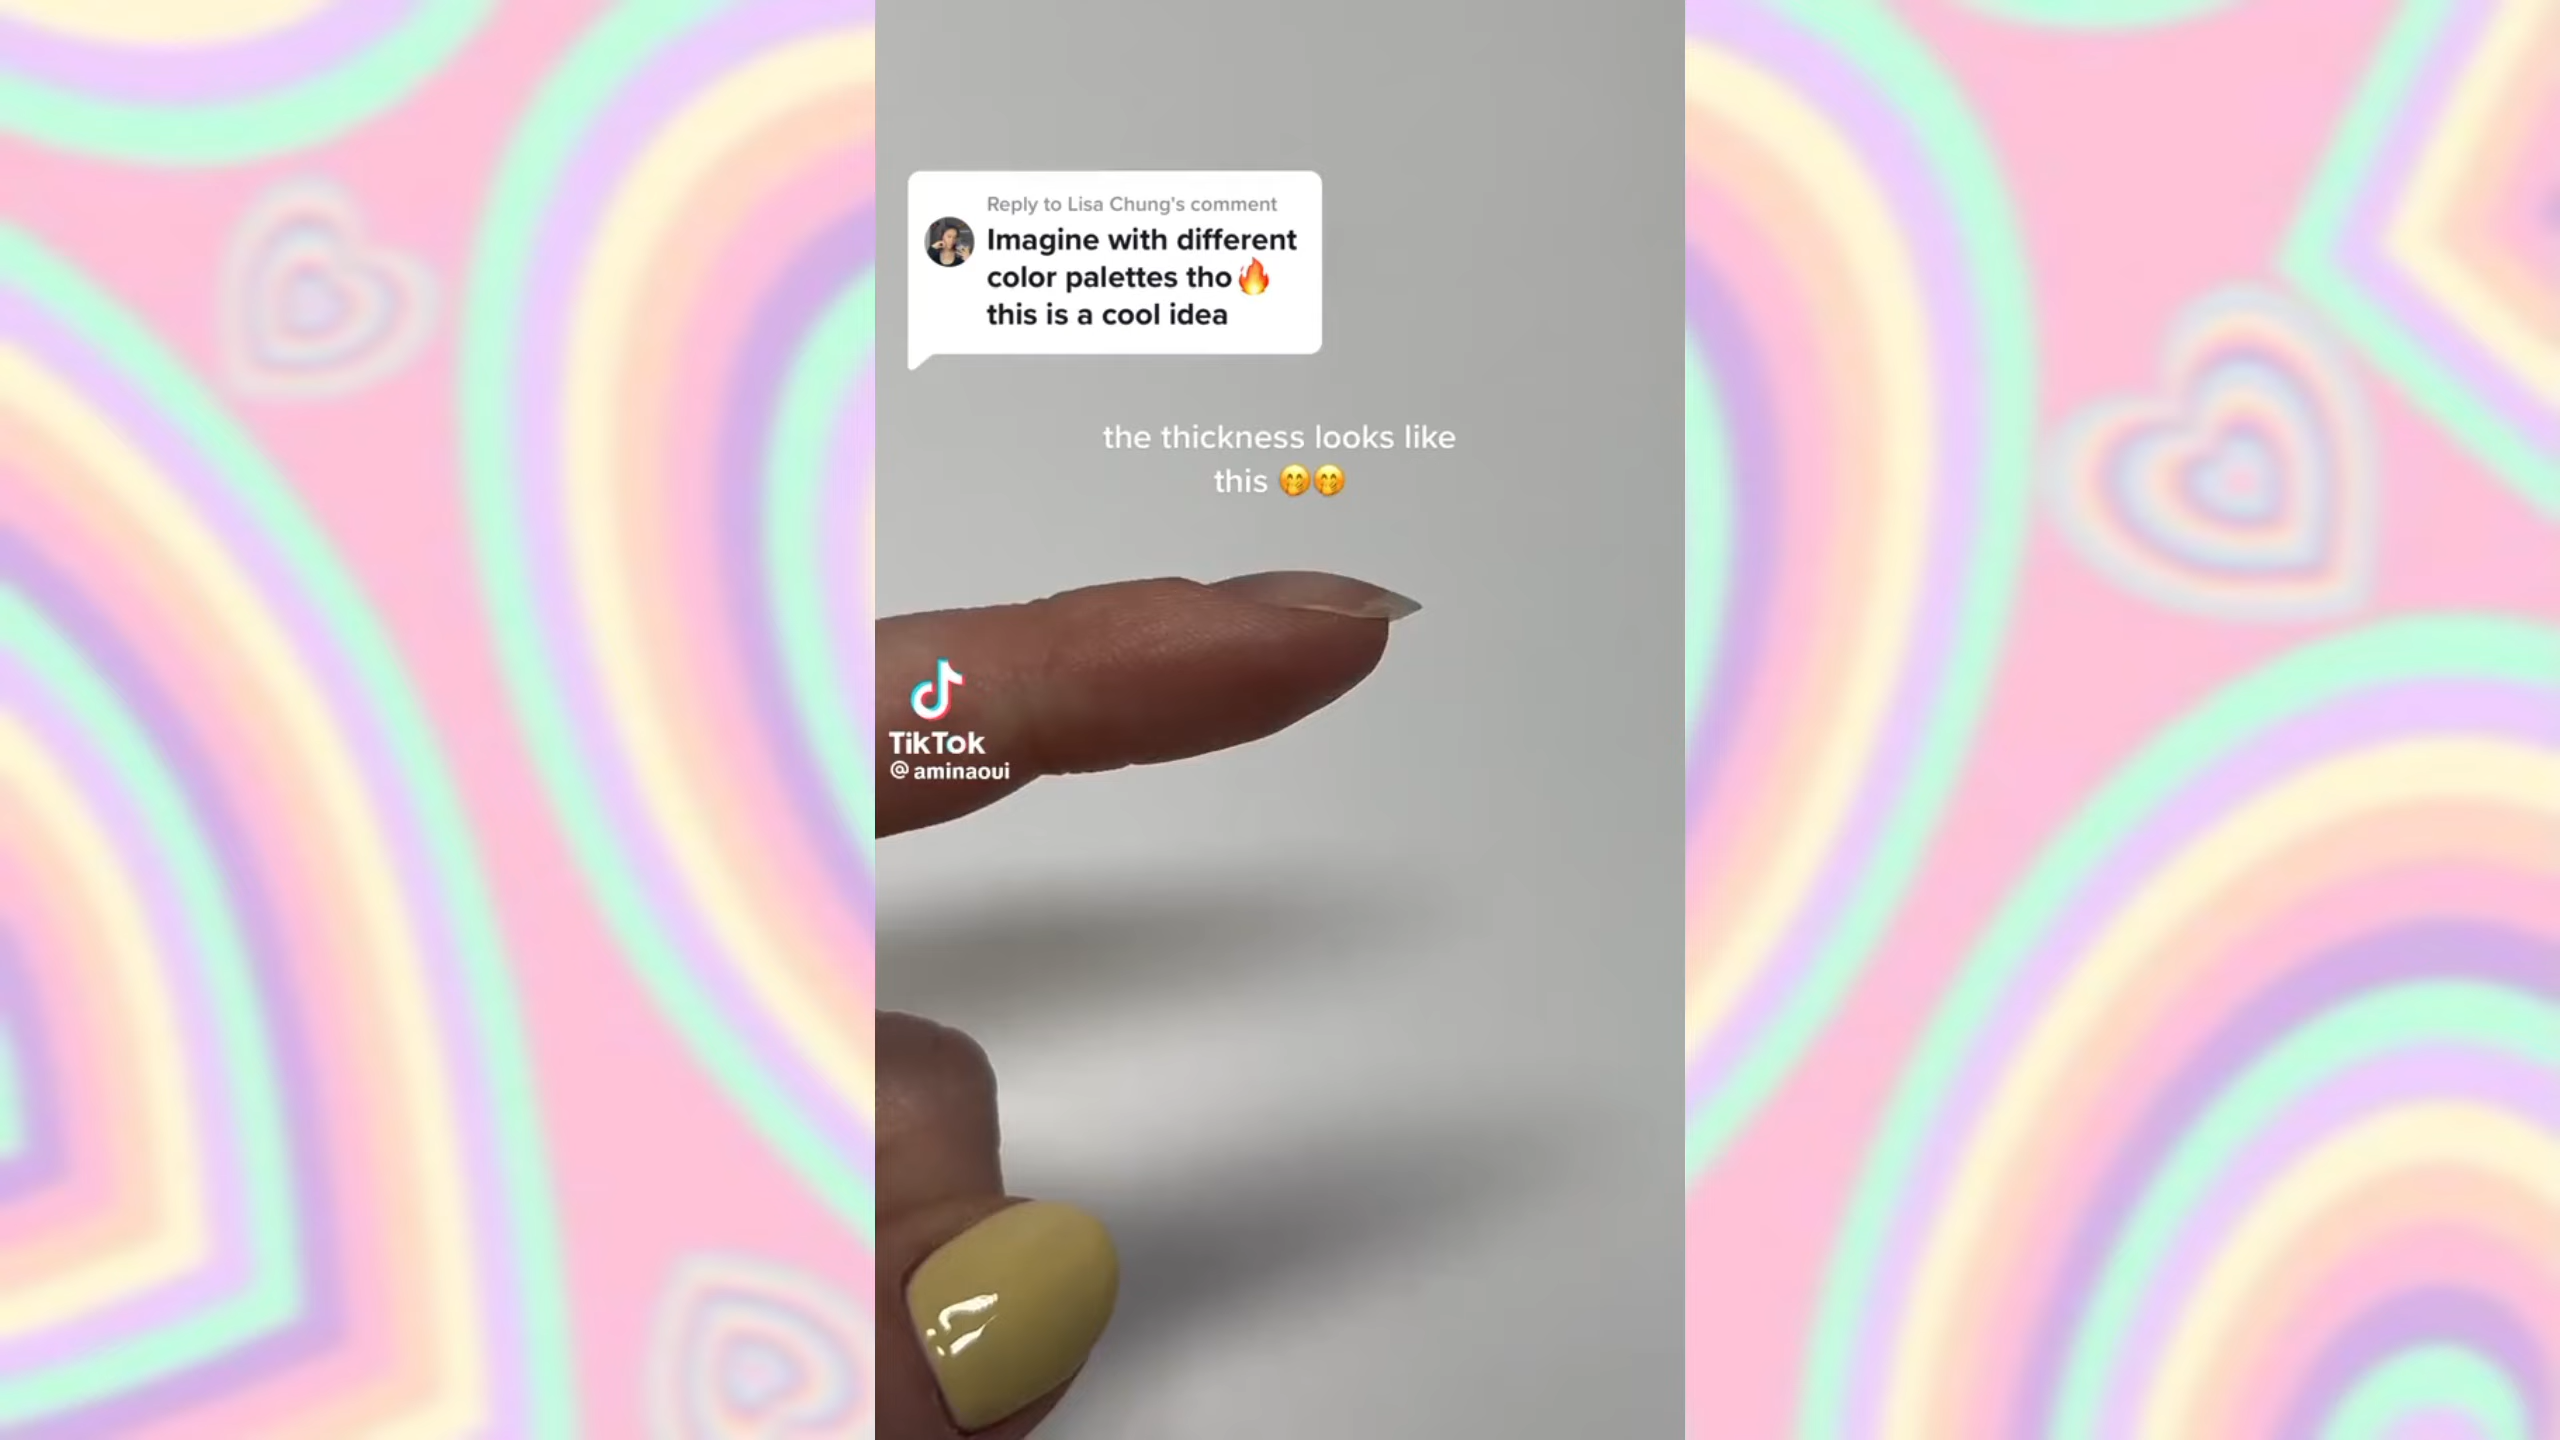 Reply to Lisa Chung's comment
Imagine with different
color palettes tho🔥
this is a cool idea
the thickness looks like
this 🤭🤭
TikTok
@aminaoui